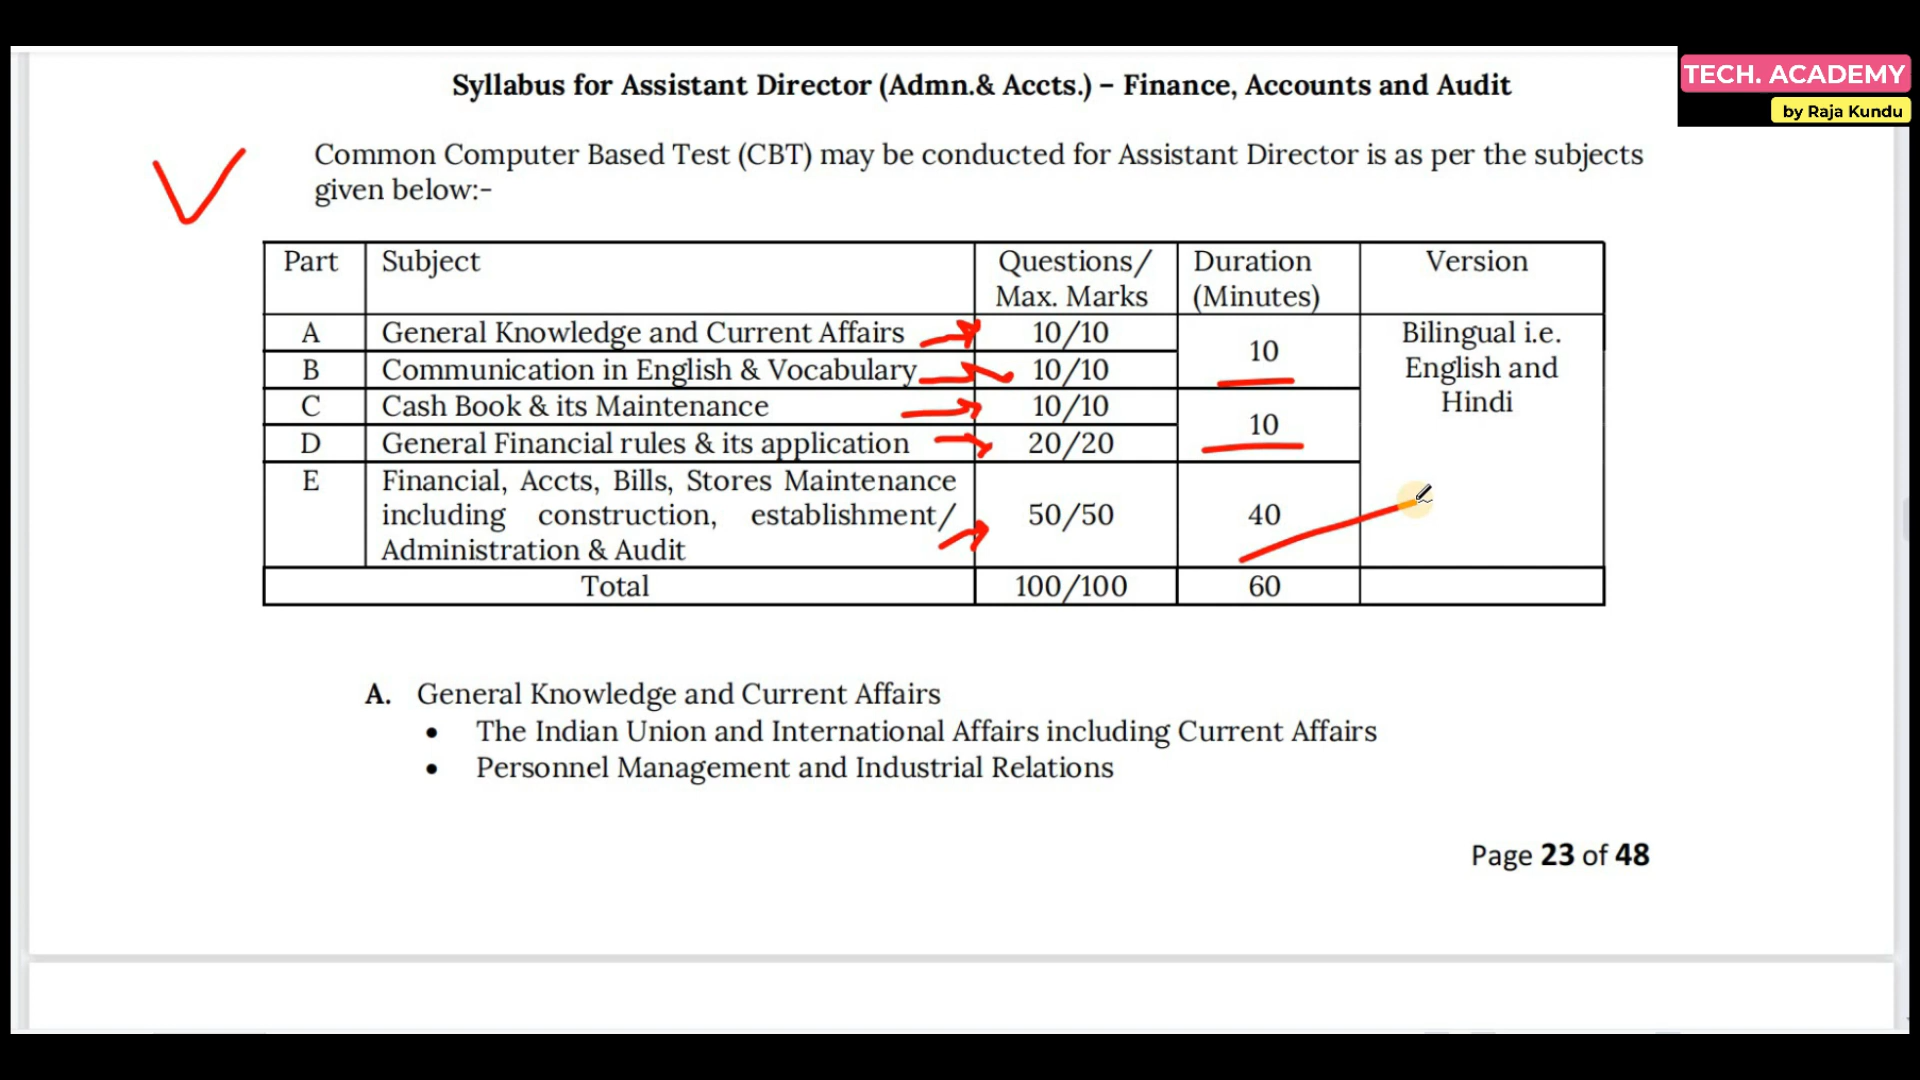 TECH. ACADEMY
by Raja Kundu
Syllabus for Assistant Director (Admn.& Accts.) – Finance, Accounts and Audit
Common Computer Based Test (CBT) may be conducted for Assistant Director is as per the subjects
given below:-
Part Subject Questions/ Duration Version
Max. Marks (Minutes)
A General Knowledge and Current Affairs 10/10 10 Bilingual i.e.
B Communication in English & Vocabulary 10/10 English and
C Cash Book & its Maintenance 10/10 10 Hindi
D General Financial rules & its application 20/20
E Financial, Accts, Bills, Stores Maintenance
including construction, establishment/ 50/50 40
Administration & Audit
Total 100/100 60
A. General Knowledge and Current Affairs
• The Indian Union and International Affairs including Current Affairs
• Personnel Management and Industrial Relations
Page 23 of 48